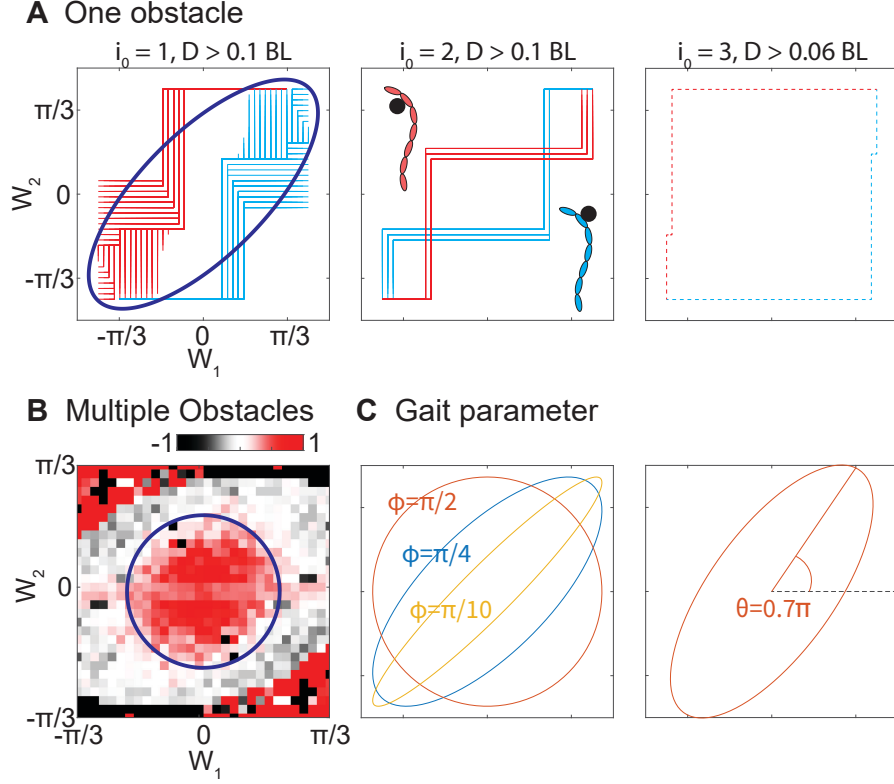 A One obstacle
i₀ = 1, D > 0.1 BL
i₀ = 2, D > 0.1 BL
i₀ = 3, D > 0.06 BL
π/3
0
-π/3
W₂
-π/3 0 π/3
W₁
B Multiple Obstacles
-1 1
π/3
0
-π/3
W₂
-π/3 0 π/3
W₁
C Gait parameter
ϕ=π/2
ϕ=π/4
ϕ=π/10
θ=0.7π